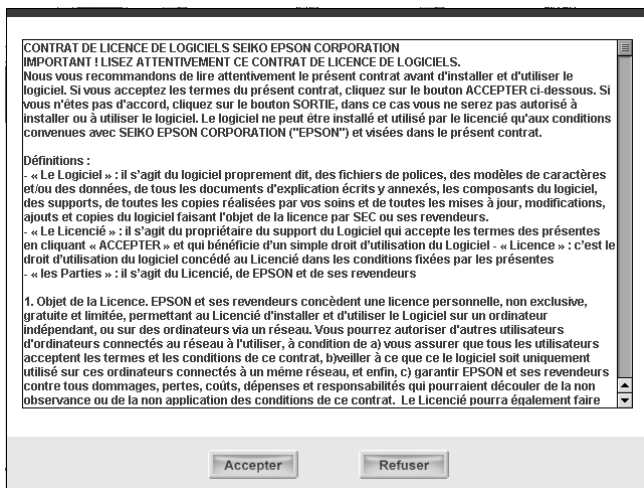 CONTRAT DE LICENCE DE LOGICIELS SEIKO EPSON CORPORATION
IMPORTANT ! LISEZ ATTENTIVEMENT CE CONTRAT DE LICENCE DE LOGICIELS.
Nous vous recommandons de lire attentivement le présent contrat avant d'installer et d'utiliser le
logiciel. Si vous acceptez les termes du présent contrat, cliquez sur le bouton ACCEPTER ci-dessous. Si
vous n'êtes pas d'accord, cliquez sur le bouton SORTIE, dans ce cas vous ne serez pas autorisé à
installer ou à utiliser le logiciel. Le logiciel ne peut être installé et utilisé par le licencié qu'aux conditions
convenues avec SEIKO EPSON CORPORATION ("EPSON") et visées dans le présent contrat.
Définitions :
- « Le Logiciel » : il s'agit du logiciel proprement dit, des fichiers de polices, des modèles de caractères
et/ou des données, de tous les documents d'explication écrits y annexés, les composants du logiciel,
des supports, de toutes les copies réalisées par vos soins et de toutes les mises à jour, modifications,
ajouts et copies du logiciel faisant l'objet de la licence par SEC ou ses revendeurs.
- « Le Licencié » : il s'agit du propriétaire du support du Logiciel qui accepte les termes des présentes
en cliquant « ACCEPTER » et qui bénéficie d'un simple droit d'utilisation du Logiciel - « Licence » : c'est le
droit d'utilisation du logiciel concédé au Licencié dans les conditions fixées par les présentes
- « les Parties » : il s'agit du Licencié, de EPSON et de ses revendeurs
1. Objet de la Licence. EPSON et ses revendeurs concèdent une licence personnelle, non exclusive,
gratuite et limitée, permettant au Licencié d'installer et d'utiliser le Logiciel sur un ordinateur
indépendant, ou sur des ordinateurs via un réseau. Vous pourrez autoriser d'autres utilisateurs
d'ordinateurs connectés au réseau à l'utiliser, à condition de a) vous assurer que tous les utilisateurs
acceptent les termes et les conditions de ce contrat, b)veiller à ce que ce le logiciel soit uniquement
utilisé sur ces ordinateurs connectés à un même réseau, et enfin, c) garantir EPSON et ses revendeurs
contre tous dommages, pertes, coûts, dépenses et responsabilités qui pourraient découler de la non
observance ou de la non application des conditions de ce contrat. Le Licencié pourra également faire
Accepter
Refuser